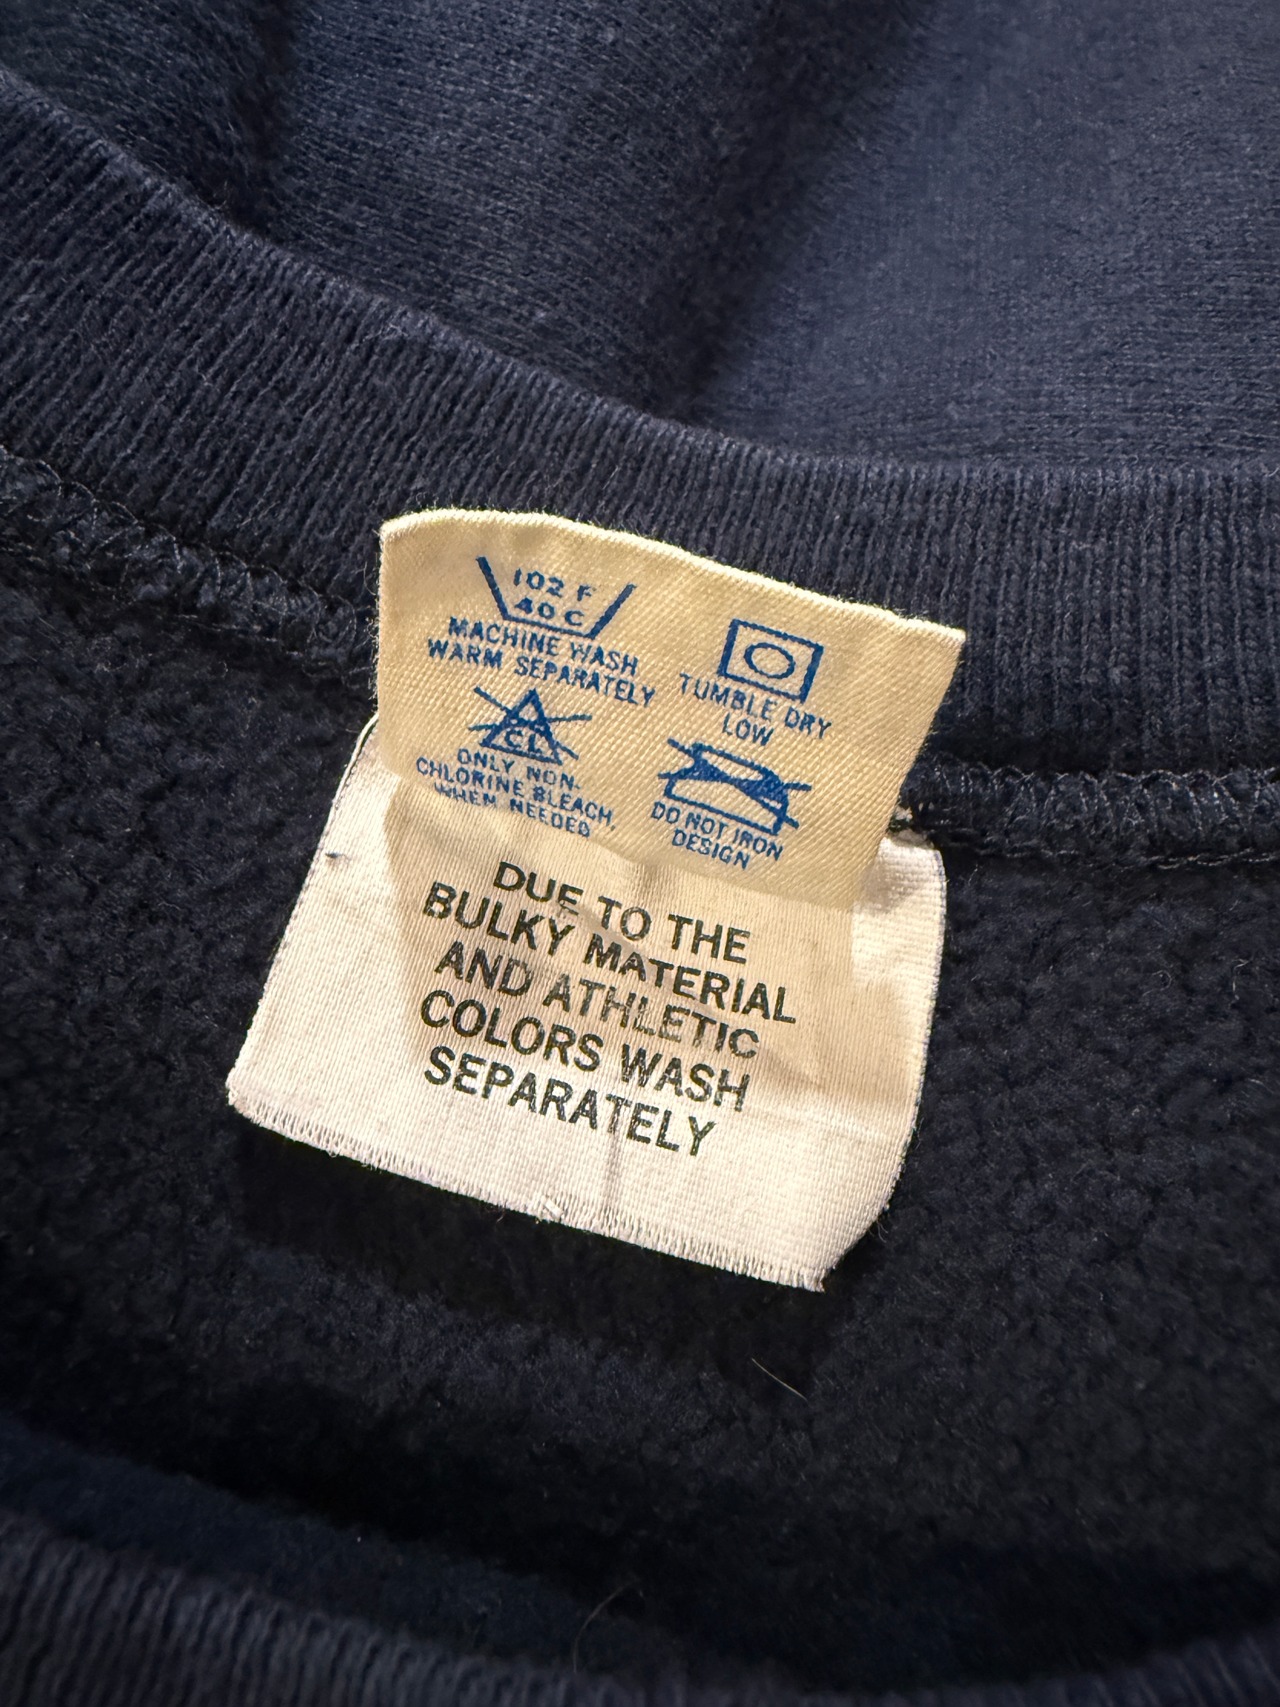 102 F
40 C
MACHINE WASH
WARM SEPARATELY
TUMBLE DRY
LOW
CL
ONLY NON-
CHLORINE BLEACH
WHEN NEEDED
DO NOT IRON
DESIGN
DUE TO THE
BULKY MATERIAL
AND ATHLETIC
COLORS WASH
SEPARATELY